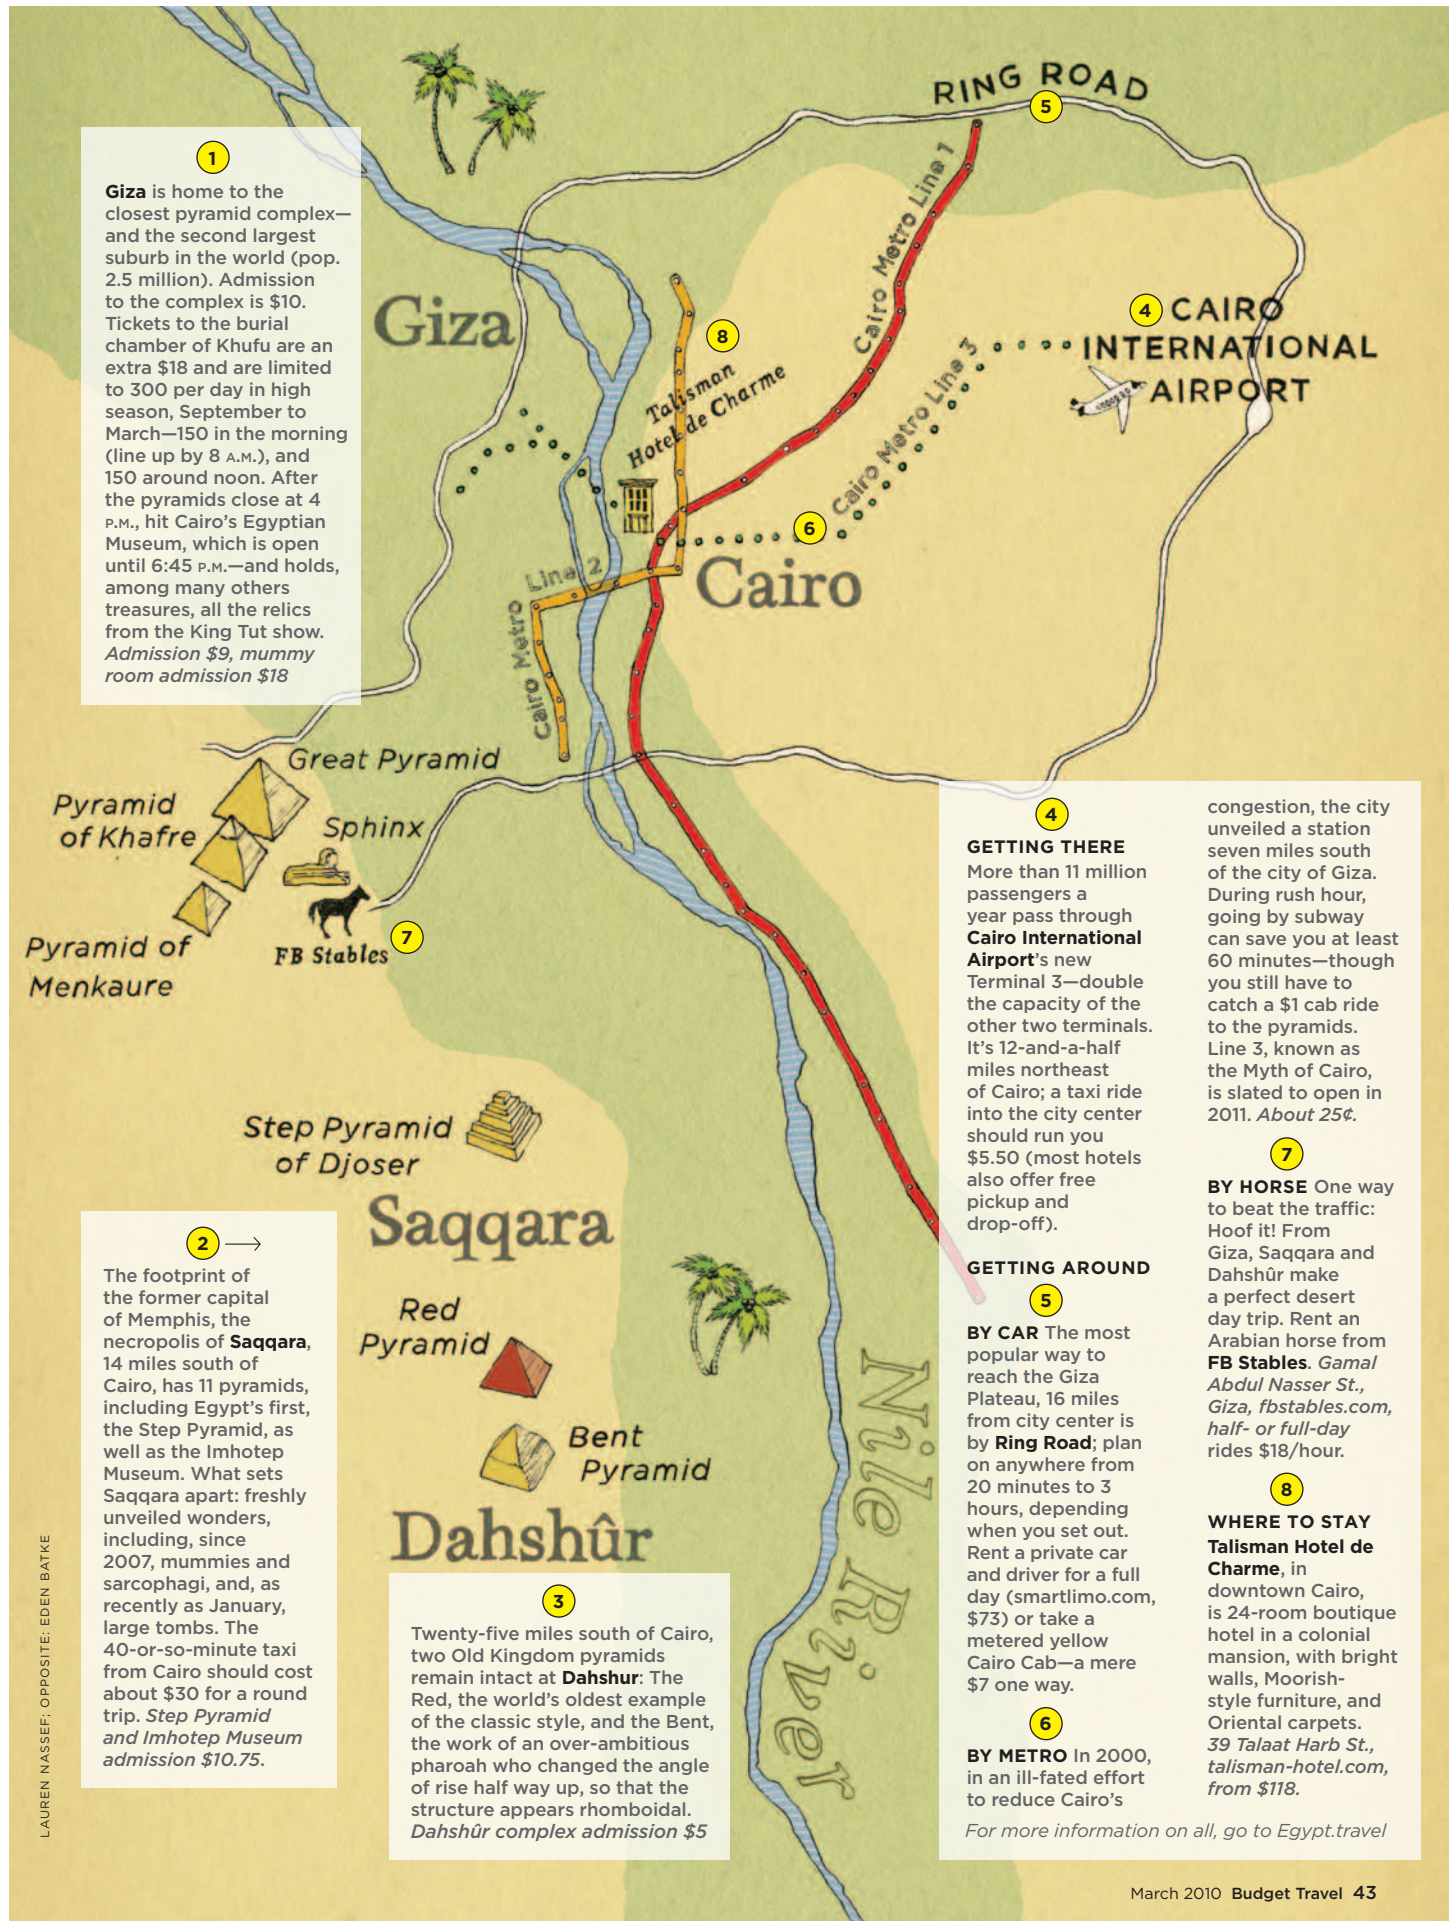 RING ROAD
5
Cairo Metro Line 1
1
Giza is home to the
closest pyramid complex—
and the second largest
suburb in the world (pop.
2.5 million). Admission
to the complex is $10.
Tickets to the burial
chamber of Khufu are an
extra $18 and are limited
to 300 per day in high
season, September to
March—150 in the morning
(line up by 8 A.M.), and
150 around noon. After
the pyramids close at 4
P.M., hit Cairo’s Egyptian
Museum, which is open
until 6:45 P.M.—and holds,
among many others
treasures, all the relics
from the King Tut show.
Admission $9, mummy
room admission $18
Giza
8
Talisman
Hotel de Charme
4 CAIRO
INTERNATIONAL
AIRPORT
Cairo Metro Line 3
6
Cairo
Cairo Metro Line 2
Great Pyramid
Pyramid
of Khafre
Sphinx
Pyramid of
Menkaure
FB Stables
7
Step Pyramid
of Djoser
Saqqara
Red
Pyramid
Bent
Pyramid
Dahshûr
Nile River
2
The footprint of
the former capital
of Memphis, the
necropolis of Saqqara,
14 miles south of
Cairo, has 11 pyramids,
including Egypt’s first,
the Step Pyramid, as
well as the Imhotep
Museum. What sets
Saqqara apart: freshly
unveiled wonders,
including, since
2007, mummies and
sarcophagi, and, as
recently as January,
large tombs. The
40-or-so-minute taxi
from Cairo should cost
about $30 for a round
trip. Step Pyramid
and Imhotep Museum
admission $10.75.
3
Twenty-five miles south of Cairo,
two Old Kingdom pyramids
remain intact at Dahshur: The
Red, the world’s oldest example
of the classic style, and the Bent,
the work of an over-ambitious
pharoah who changed the angle
of rise half way up, so that the
structure appears rhomboidal.
Dahshûr complex admission $5
4
GETTING THERE
More than 11 million
passengers a
year pass through
Cairo International
Airport’s new
Terminal 3—double
the capacity of the
other two terminals.
It’s 12-and-a-half
miles northeast
of Cairo; a taxi ride
into the city center
should run you
$5.50 (most hotels
also offer free
pickup and
drop-off).
GETTING AROUND
5
BY CAR The most
popular way to
reach the Giza
Plateau, 16 miles
from city center is
by Ring Road; plan
on anywhere from
20 minutes to 3
hours, depending
when you set out.
Rent a private car
and driver for a full
day (smartlimo.com,
$73) or take a
metered yellow
Cairo Cab—a mere
$7 one way.
6
BY METRO In 2000,
in an ill-fated effort
to reduce Cairo’s
congestion, the city
unveiled a station
seven miles south
of the city of Giza.
During rush hour,
going by subway
can save you at least
60 minutes—though
you still have to
catch a $1 cab ride
to the pyramids.
Line 3, known as
the Myth of Cairo,
is slated to open in
2011. About 25¢.
7
BY HORSE One way
to beat the traffic:
Hoof it! From
Giza, Saqqara and
Dahshûr make
a perfect desert
day trip. Rent an
Arabian horse from
FB Stables. Gamal
Abdul Nasser St.,
Giza, fbstables.com,
half- or full-day
rides $18/hour.
8
WHERE TO STAY
Talisman Hotel de
Charme, in
downtown Cairo,
is 24-room boutique
hotel in a colonial
mansion, with bright
walls, Moorish-
style furniture, and
Oriental carpets.
39 Talaat Harb St.,
talisman-hotel.com,
from $118.
For more information on all, go to Egypt.travel
LAUREN NASSEF; OPPOSITE: EDEN BATKE
March 2010 Budget Travel 43